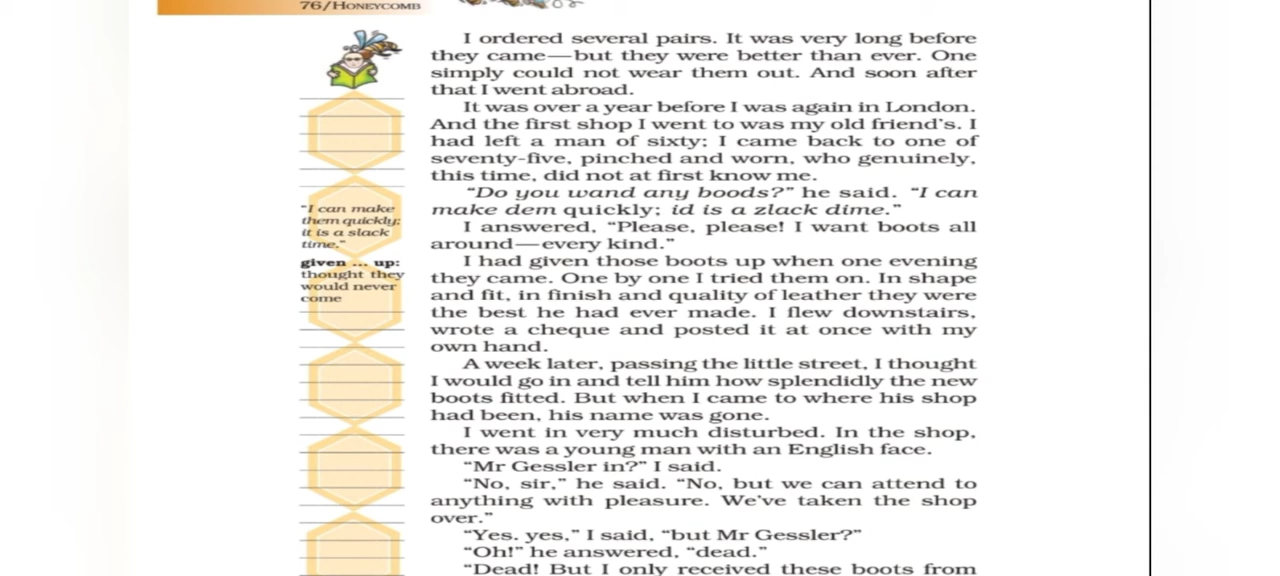 76/HONEYCOMB
I ordered several pairs. It was very long before
they came—but they were better than ever. One
simply could not wear them out. And soon after
that I went abroad.
It was over a year before I was again in London.
And the first shop I went to was my old friend's. I
had left a man of sixty; I came back to one of
seventy-five, pinched and worn, who genuinely,
this time, did not at first know me.
“Do you wand any boods?” he said. “I can
make dem quickly; id is a zlack dime.”
I answered, “Please, please! I want boots all
around—every kind.”
I had given those boots up when one evening
they came. One by one I tried them on. In shape
and fit, in finish and quality of leather they were
the best he had ever made. I flew downstairs,
wrote a cheque and posted it at once with my
own hand.
A week later, passing the little street, I thought
I would go in and tell him how splendidly the new
boots fitted. But when I came to where his shop
had been, his name was gone.
I went in very much disturbed. In the shop,
there was a young man with an English face.
“Mr Gessler in?” I said.
“No, sir,” he said. “No, but we can attend to
anything with pleasure. We've taken the shop
over.”
“Yes. yes,” I said, “but Mr Gessler?”
“Oh!” he answered, “dead.”
“Dead! But I only received these boots from
“I can make
them quickly;
it is a slack
time.”
given ... up:
thought they
would never
come